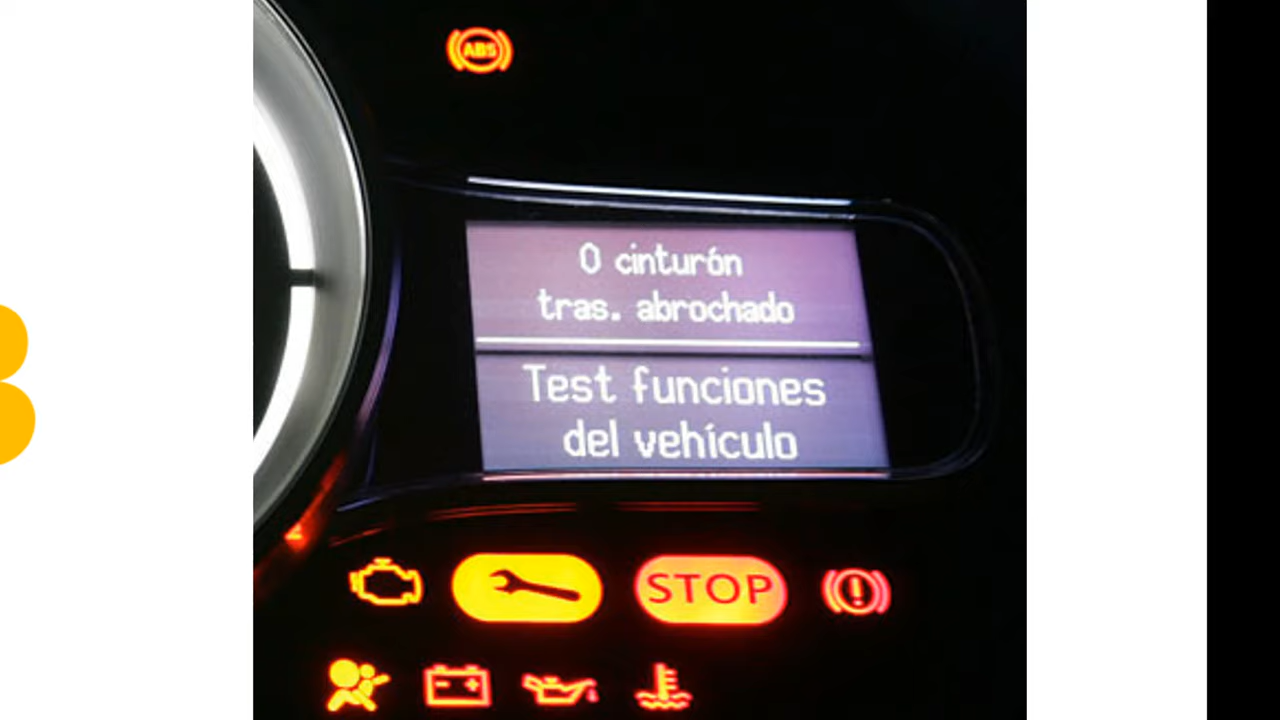 ABS
0 cinturón
tras. abrochado
Test funciones
del vehículo
STOP